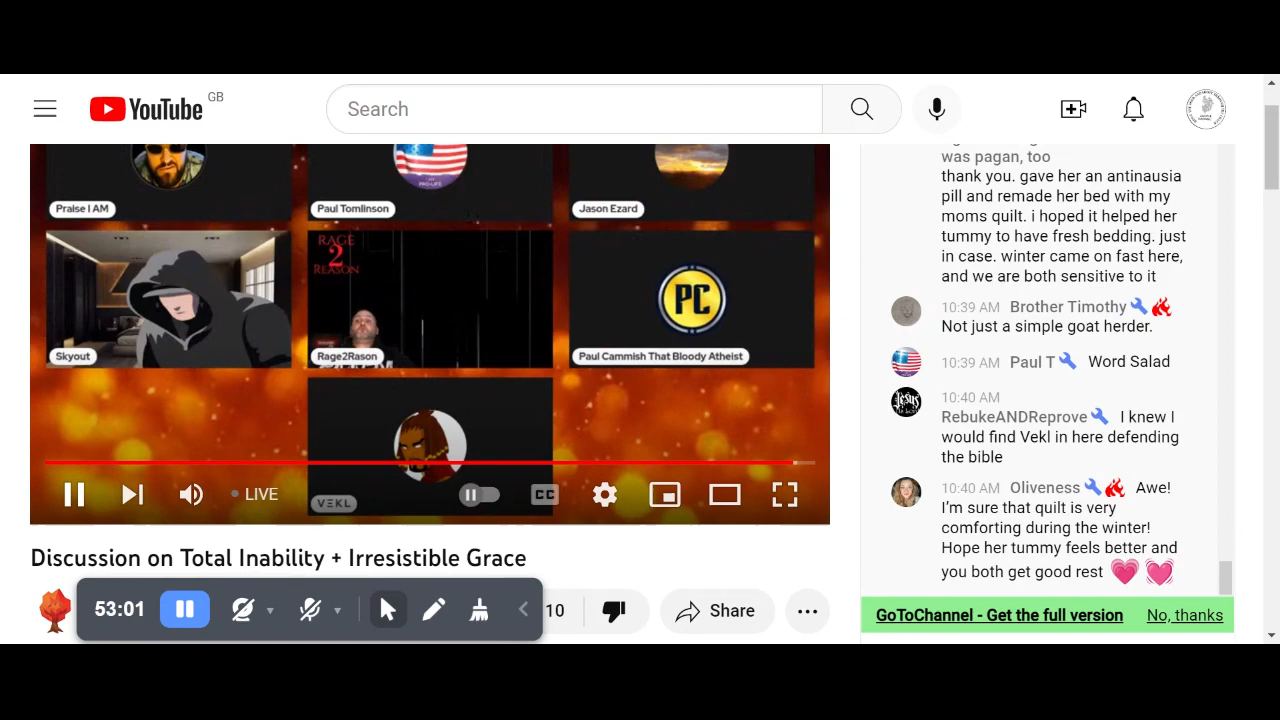 YouTube
GB
Search
Praise I AM
Paul Tomlinson
PRO-LIFE
Jason Ezard
RAGE
2
REASON
PC
Skyout
Rage2Rason
Paul Cammish That Bloody Atheist
VEKL
LIVE
CC
Discussion on Total Inability + Irresistible Grace
53:01
10
Share
was pagan, too
thank you. gave her an antinausia
pill and remade her bed with my
moms quilt. i hoped it helped her
tummy to have fresh bedding. just
in case. winter came on fast here,
and we are both sensitive to it
10:39 AM Brother Timothy
Not just a simple goat herder.
10:39 AM Paul T Word Salad
10:40 AM
RebukeANDReprove I knew I
would find Vekl in here defending
the bible
10:40 AM Oliveness Awe!
I'm sure that quilt is very
comforting during the winter!
Hope her tummy feels better and
you both get good rest
GoToChannel - Get the full version No, thanks